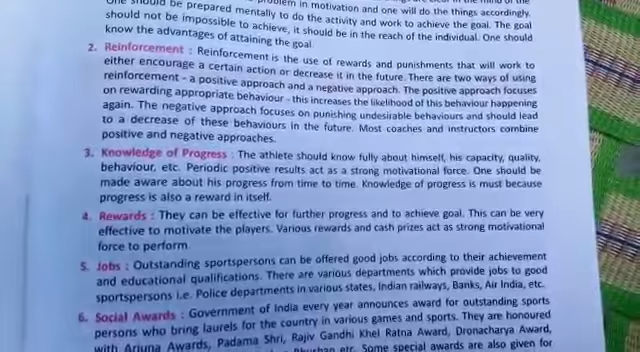 One should be prepared mentally to do the activity and work to achieve the goal. The goal
should not be impossible to achieve, it should be in the reach of the individual. One should
know the advantages of attaining the goal.
2. Reinforcement : Reinforcement is the use of rewards and punishments that will work to
either encourage a certain action or decrease it in the future. There are two ways of using
reinforcement - a positive approach and a negative approach. The positive approach focuses
on rewarding appropriate behaviour - this increases the likelihood of this behaviour happening
again. The negative approach focuses on punishing undesirable behaviours and should lead
to a decrease of these behaviours in the future. Most coaches and instructors combine
positive and negative approaches.
3. Knowledge of Progress : The athlete should know fully about himself, his capacity, quality,
behaviour, etc. Periodic positive results act as a strong motivational force. One should be
made aware about his progress from time to time. Knowledge of progress is must because
progress is also a reward in itself.
4. Rewards : They can be effective for further progress and to achieve goal. This can be very
effective to motivate the players. Various rewards and cash prizes act as strong motivational
force to perform
5. Jobs : Outstanding sportspersons can be offered good jobs according to their achievement
and educational qualifications. There are various departments which provide jobs to good
sportspersons i.e. Police departments in various states, Indian railways, Banks, Air India, etc.
6. Social Awards : Government of India every year announces award for outstanding sports
persons who bring laurels for the country in various games and sports. They are honoured
with Arjuna Awards, Padama Shri, Rajiv Gandhi Khel Ratna Award, Dronacharya Award,
Bhushan etc. Some special awards are also given for